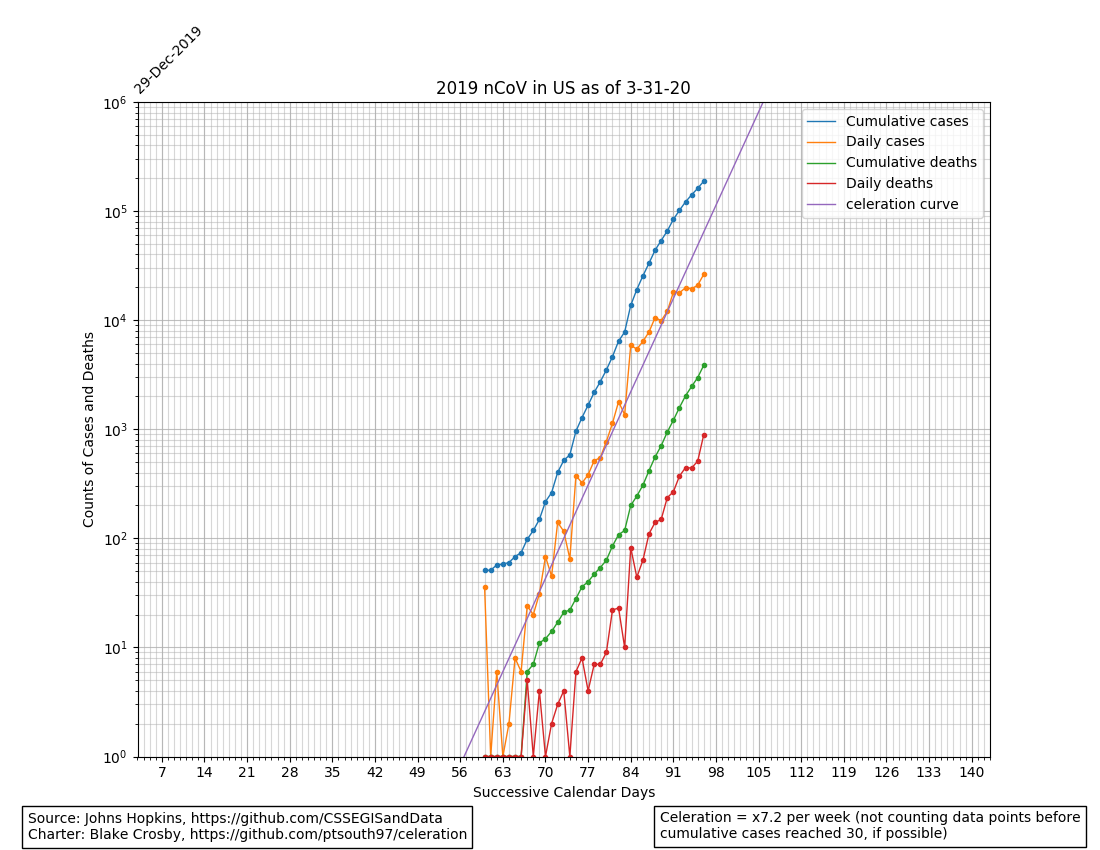 29-Dec-2019
2019 nCoV in US as of 3-31-20
10^6
10^5
10^4
10^3
10^2
10^1
10^0
Counts of Cases and Deaths
Cumulative cases
Daily cases
Cumulative deaths
Daily deaths
celeration curve
7 14 21 28 35 42 49 56 63 70 77 84 91 98 105 112 119 126 133 140
Successive Calendar Days
Source: Johns Hopkins, https://github.com/CSSEGISandData
Charter: Blake Crosby, https://github.com/ptsouth97/celeration
Celeration = x7.2 per week (not counting data points before
cumulative cases reached 30, if possible)